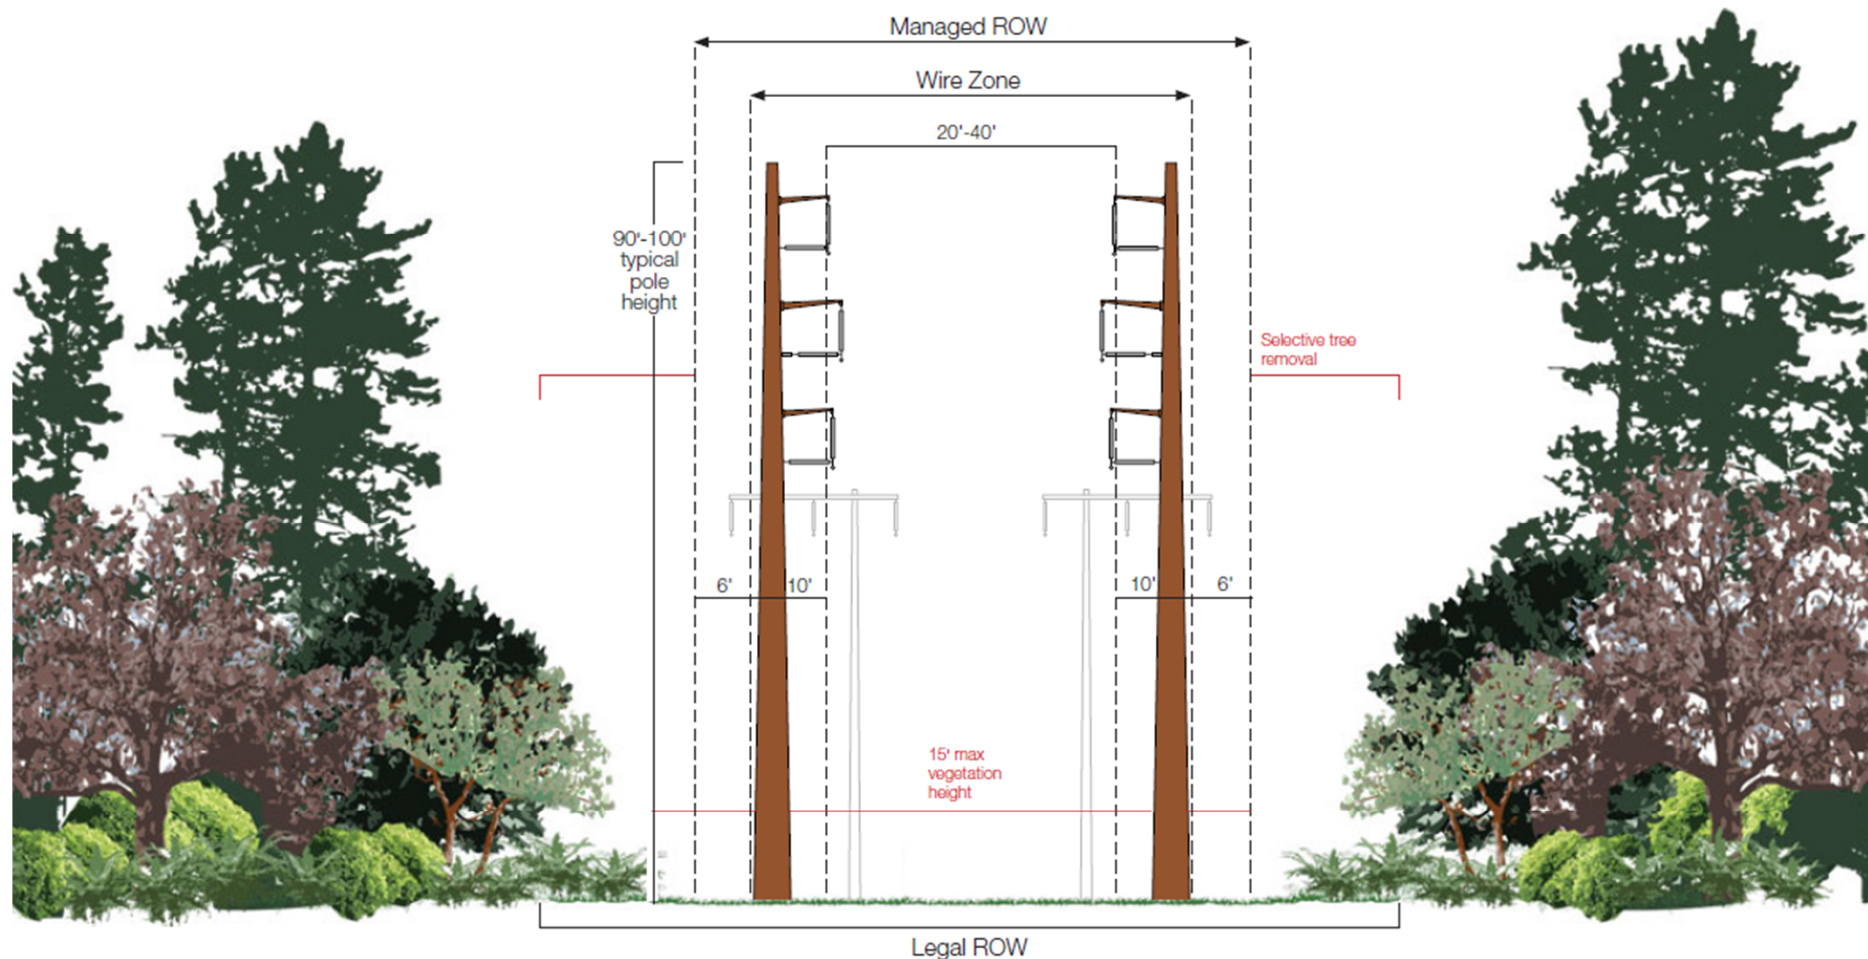 Managed ROW
Wire Zone
20'-40'
90'-100'
typical
pole
height
Selective tree
removal
6'
10'
10'
6'
15' max
vegetation
height
Legal ROW